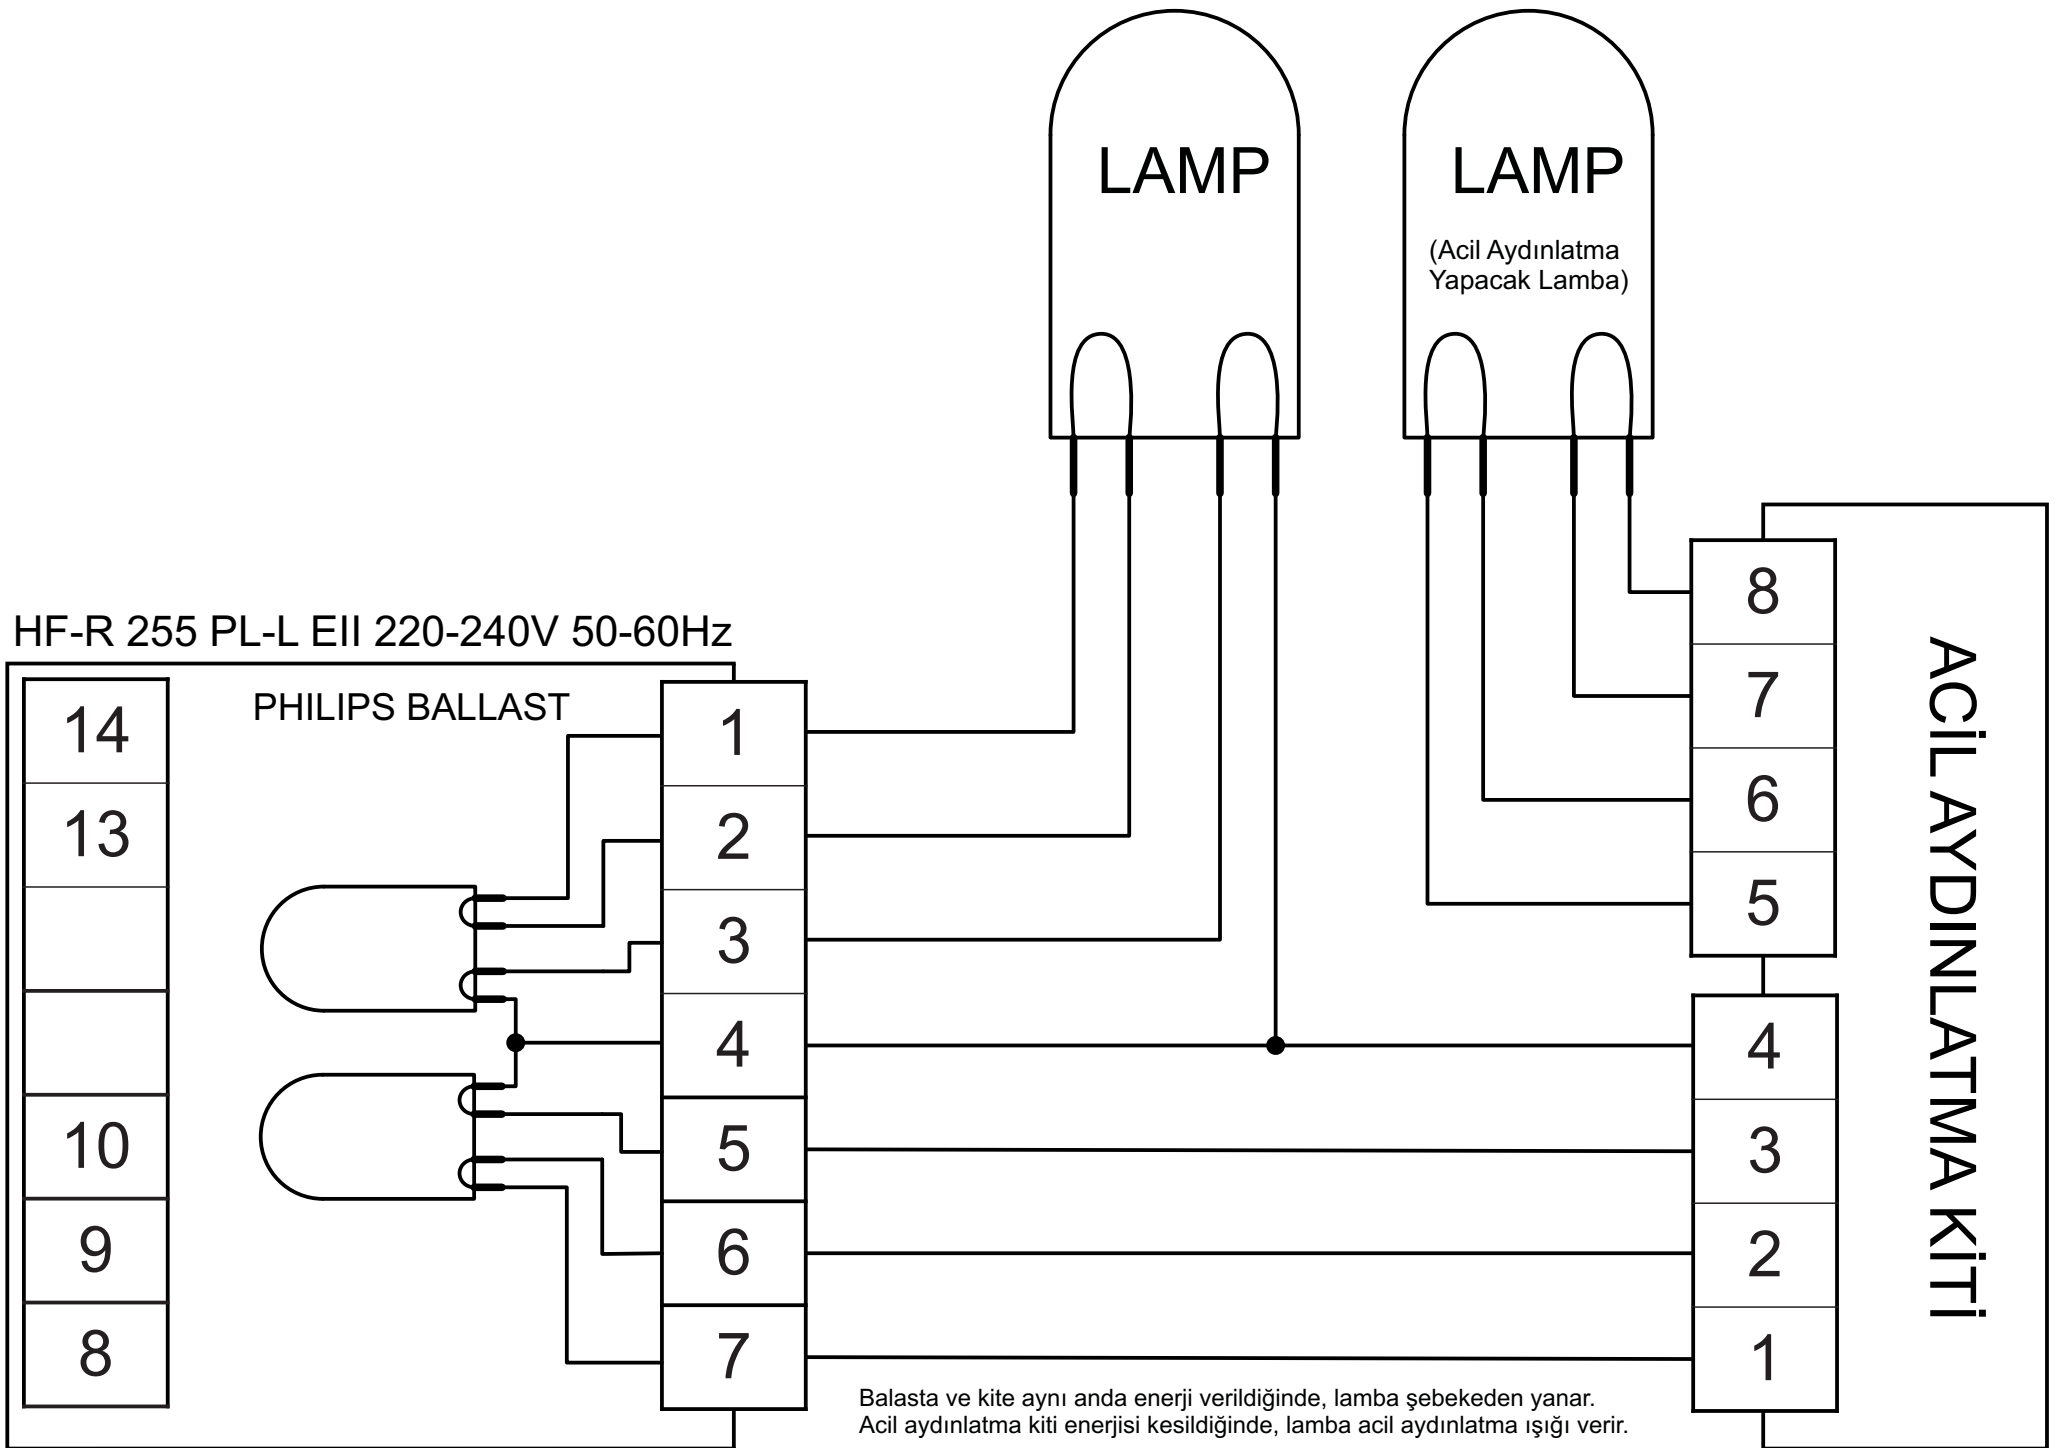 LAMP
LAMP
(Acil Aydınlatma
Yapacak Lamba)
HF-R 255 PL-L EII 220-240V 50-60Hz
PHILIPS BALLAST
14
13
10
9
8
1
2
3
4
5
6
7
8
7
6
5
4
3
2
1
ACİL AYDINLATMA KİTİ
Balasta ve kite aynı anda enerji verildiğinde, lamba şebekeden yanar.
Acil aydınlatma kiti enerjisi kesildiğinde, lamba acil aydınlatma ışığı verir.